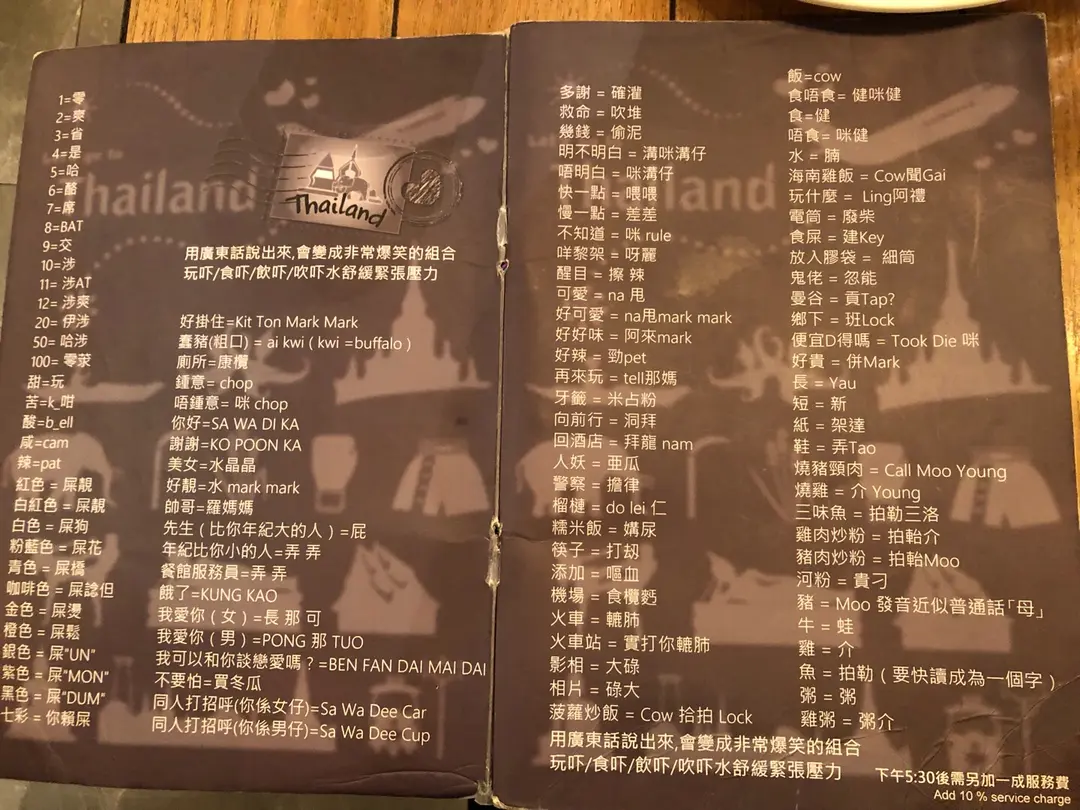 1=零
2=爽
3=省
4=是
5=哈
6=酷
7=席
8=BAT
9=交
10=涉
11= 涉AT
12= 涉爽
20= 伊涉
50= 哈涉
100= 零萊
甜=玩
苦=k_咁
酸=b_ell
咸=cam
辣=pat
紅色 = 屎靚
白紅色 = 屎靚
白色 = 屎狗
粉藍色 = 屎花
青色 = 屎橋
咖啡色 = 屎諗但
金色 = 屎燙
橙色 = 屎鬆
銀色 = 屎"UN"
紫色 = 屎"MON"
黑色 = 屎"DUM"
七彩 = 你賴屎
hailand
Thailand
用廣東話說出來,會變成非常爆笑的組合
玩吓/食吓/飲吓/吹吓水舒緩緊張壓力
好掛住=Kit Ton Mark Mark
蠢豬(粗口) = ai kwi ( kwi =buffalo )
廁所=康欖
鍾意= chop
唔鍾意= 咪 chop
你好=SA WA DI KA
謝謝=KO POON KA
美女=水晶晶
好靚=水 mark mark
帥哥=羅媽媽
先生 ( 比你年紀大的人 ) =屁
年紀比你小的人=弄 弄
餐館服務員=弄 弄
餓了=KUNG KAO
我愛你 ( 女 ) = 長 那 可
我愛你 ( 男 ) =PONG 那 TUO
我可以和你談戀愛嗎 ? =BEN FAN DAI MAI DAI
不要怕=買冬瓜
同人打招呼(你係女仔)=Sa Wa Dee Car
同人打招呼(你係男仔)=Sa Wa Dee Cup
land
多謝 = 確灌
救命 = 吹堆
幾錢 = 偷泥
明不明白 = 溝咪溝仔
唔明白 = 咪溝仔
快一點 = 喂喂
慢一點 = 差差
不知道 = 咪 rule
咩黎架 = 呀麗
醒目 = 擦 辣
可愛 = na 甩
好可愛 = na甩mark mark
好好味 = 阿來mark
好辣 = 勁pet
再來玩 = tell那媽
牙籤 = 米占粉
向前行 = 洞拜
回酒店 = 拜龍 nam
人妖 = 亜瓜
警察 = 擔律
榴槤 = do lei 仁
糯米飯 = 媾尿
筷子 = 打刼
添加 = 嘔血
機場 = 食欖麪
火車 = 轆肺
火車站 = 實打你轆肺
影相 = 大碌
相片 = 碌大
菠蘿炒飯 = Cow 拾拍 Lock
用廣東話說出來,會變成非常爆笑的組合
玩吓/食吓/飲吓/吹吓水舒緩緊張壓力
飯=cow
食唔食= 健咪健
食=健
唔食= 咪健
水 = 腩
海南雞飯 = Cow聞Gai
玩什麼 = Ling阿禮
電筒 = 廢柴
食屎 = 建Key
放入膠袋 = 細筒
鬼佬 = 忽能
曼谷 = 貢Tap?
鄉下 = 班Lock
便宜D得嗎 = Took Die 咪
好貴 = 併Mark
長 = Yau
短 = 新
紙 = 架達
鞋 = 弄Tao
燒豬頸肉 = Call Moo Young
燒雞 = 介 Young
三味魚 = 拍勒三洛
雞肉炒粉 = 拍軩介
豬肉炒粉 = 拍軩Moo
河粉 = 貴刁
豬 = Moo 發音近似普通話「母」
牛 = 蛙
雞 = 介
魚 = 拍勒 ( 要快讀成為一個字 )
粥 = 粥
雞粥 = 粥介
下午5:30後需另加一成服務費
Add 10 % service charge